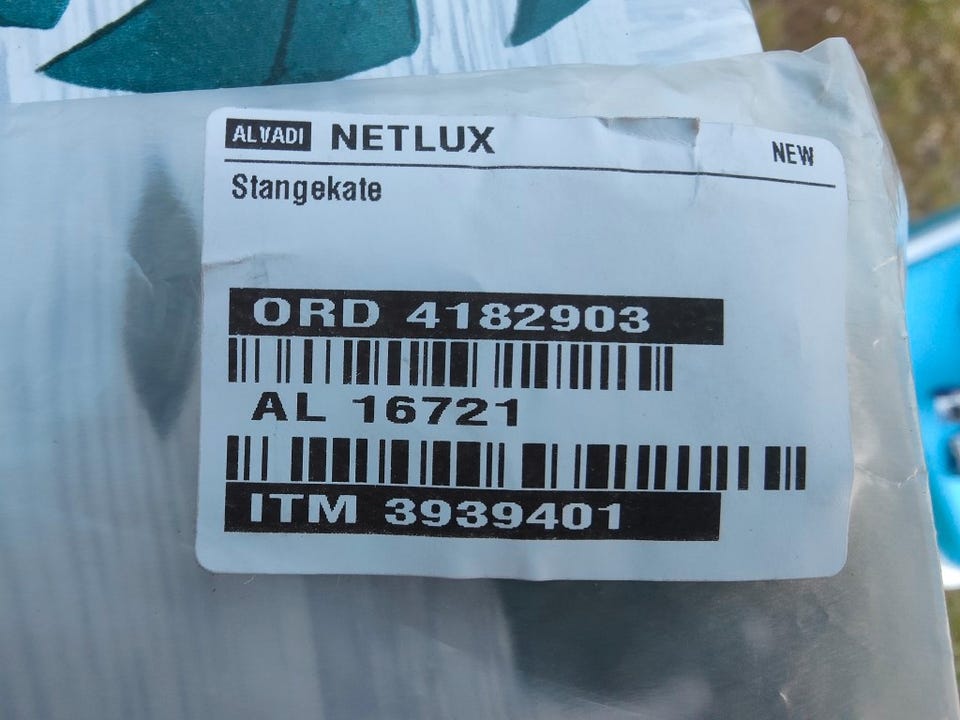 ALVADI NETLUX NEW
Stangekate
ORD 4182903
AL 16721
ITM 3939401